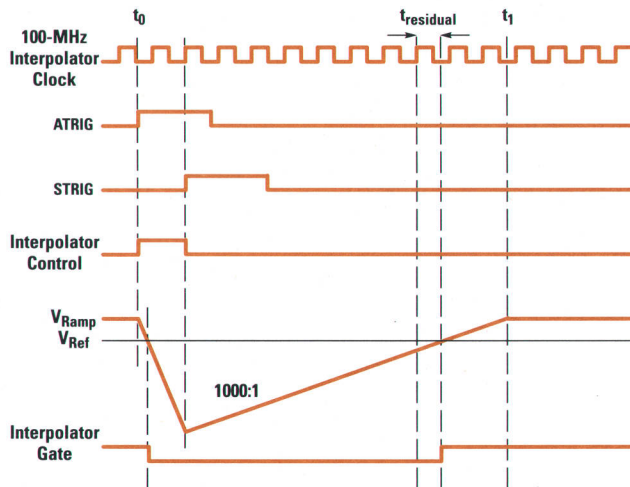 t0
tresidual
t1
100-MHz
Interpolator
Clock
ATRIG
STRIG
Interpolator
Control
VRamp
VRef
1000:1
Interpolator
Gate